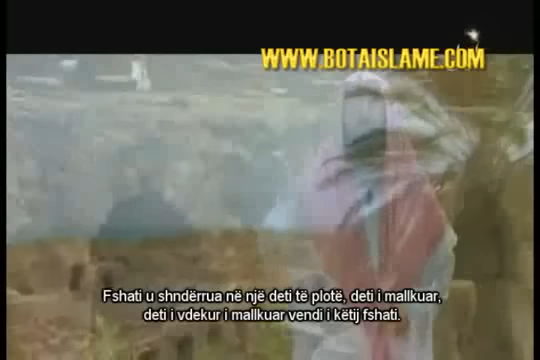 WWW.BOTAISLAME.COM
Fshati u shndërrua në një deti të plotë, deti i mallkuar,
deti i vdekur i mallkuar vendi i këtij fshati.